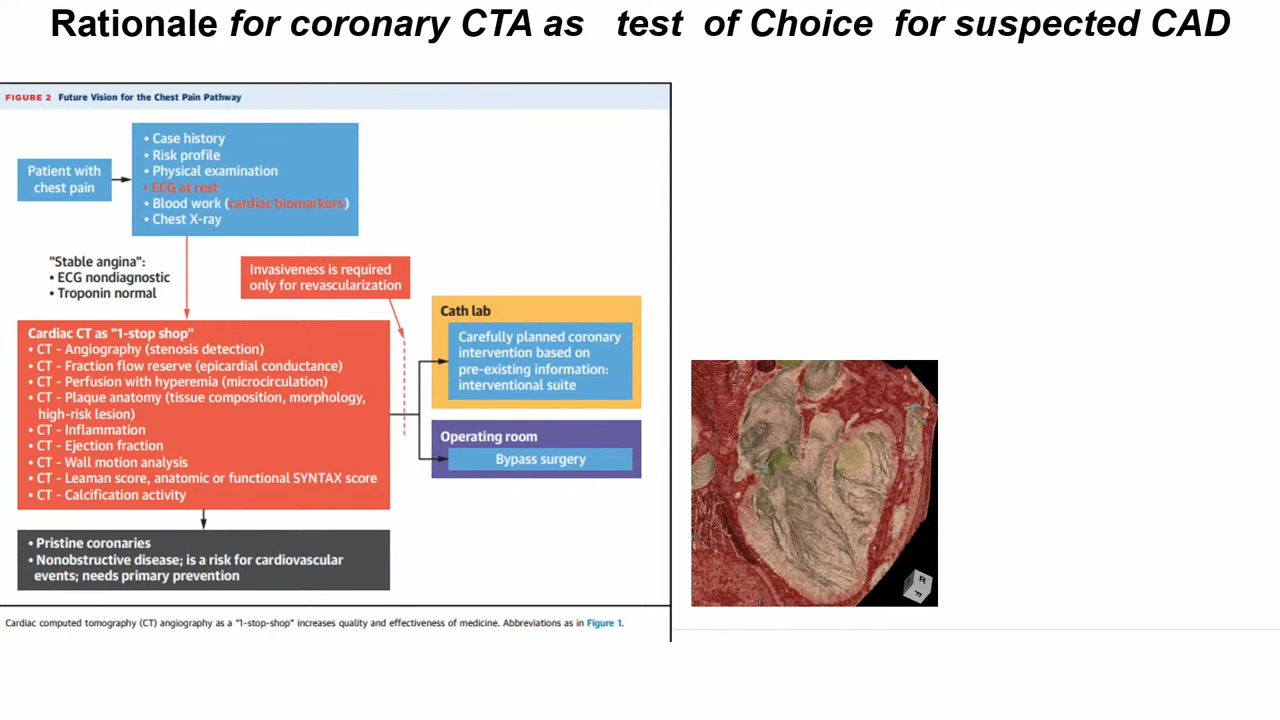 Rationale for coronary CTA as test of Choice for suspected CAD
FIGURE 2 Future Vision for the Chest Pain Pathway
Patient with
chest pain
• Case history
• Risk profile
• Physical examination
• ECG at rest
• Blood work (cardiac biomarkers)
• Chest X-ray
"Stable angina":
• ECG nondiagnostic
• Troponin normal
Invasiveness is required
only for revascularization
Cardiac CT as "1-stop shop"
• CT - Angiography (stenosis detection)
• CT - Fraction flow reserve (epicardial conductance)
• CT - Perfusion with hyperemia (microcirculation)
• CT - Plaque anatomy (tissue composition, morphology,
high-risk lesion)
• CT - Inflammation
• CT - Ejection fraction
• CT - Wall motion analysis
• CT - Leaman score, anatomic or functional SYNTAX score
• CT - Calcification activity
Cath lab
Carefully planned coronary
intervention based on
pre-existing information:
interventional suite
Operating room
Bypass surgery
• Pristine coronaries
• Nonobstructive disease; is a risk for cardiovascular
events; needs primary prevention
Cardiac computed tomography (CT) angiography as a "1-stop-shop" increases quality and effectiveness of medicine. Abbreviations as in Figure 1.
R
F